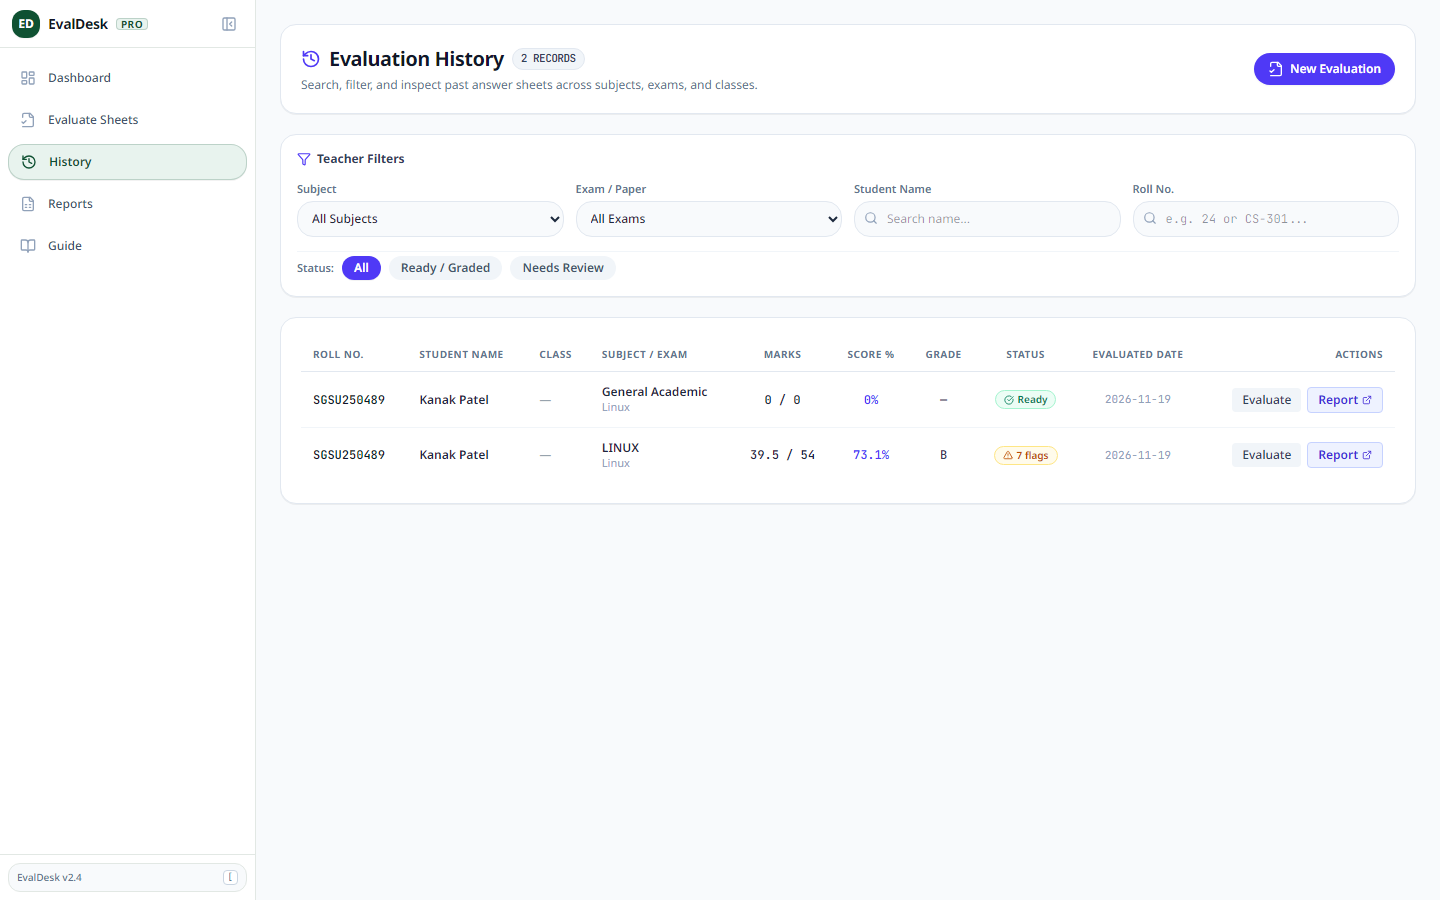 ED EvalDesk PRO
Dashboard
Evaluate Sheets
History
Reports
Guide
EvalDesk v2.4 [
Evaluation History 2 RECORDS
Search, filter, and inspect past answer sheets across subjects, exams, and classes.
New Evaluation
Teacher Filters
Subject Exam / Paper Student Name Roll No.
All Subjects All Exams Search name... e.g. 24 or CS-301...
Status: All Ready / Graded Needs Review
ROLL NO. STUDENT NAME CLASS SUBJECT / EXAM MARKS SCORE % GRADE STATUS EVALUATED DATE ACTIONS
SGSU250489 Kanak Patel — General Academic 0 / 0 0% — Ready 2026-11-19 Evaluate Report
Linux
SGSU250489 Kanak Patel — LINUX 39.5 / 54 73.1% B 7 flags 2026-11-19 Evaluate Report
Linux